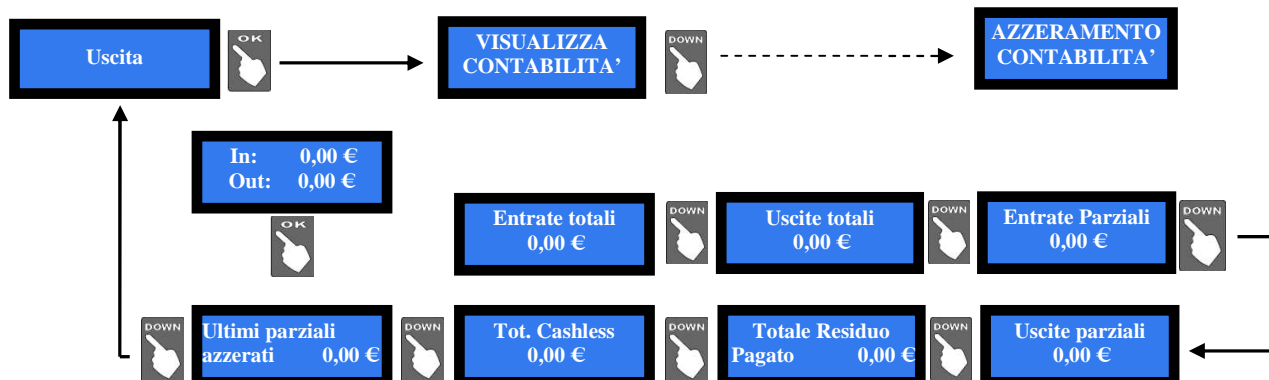 Uscita
OK
VISUALIZZA
CONTABILITA’
DOWN
AZZERAMENTO
CONTABILITA’
In: 0,00 €
Out: 0,00 €
OK
Entrate totali
0,00 €
DOWN
Uscite totali
0,00 €
DOWN
Entrate Parziali
0,00 €
DOWN
DOWN
Ultimi parziali
azzerati 0,00 €
DOWN
Tot. Cashless
0,00 €
DOWN
Totale Residuo
Pagato 0,00 €
DOWN
Uscite parziali
0,00 €